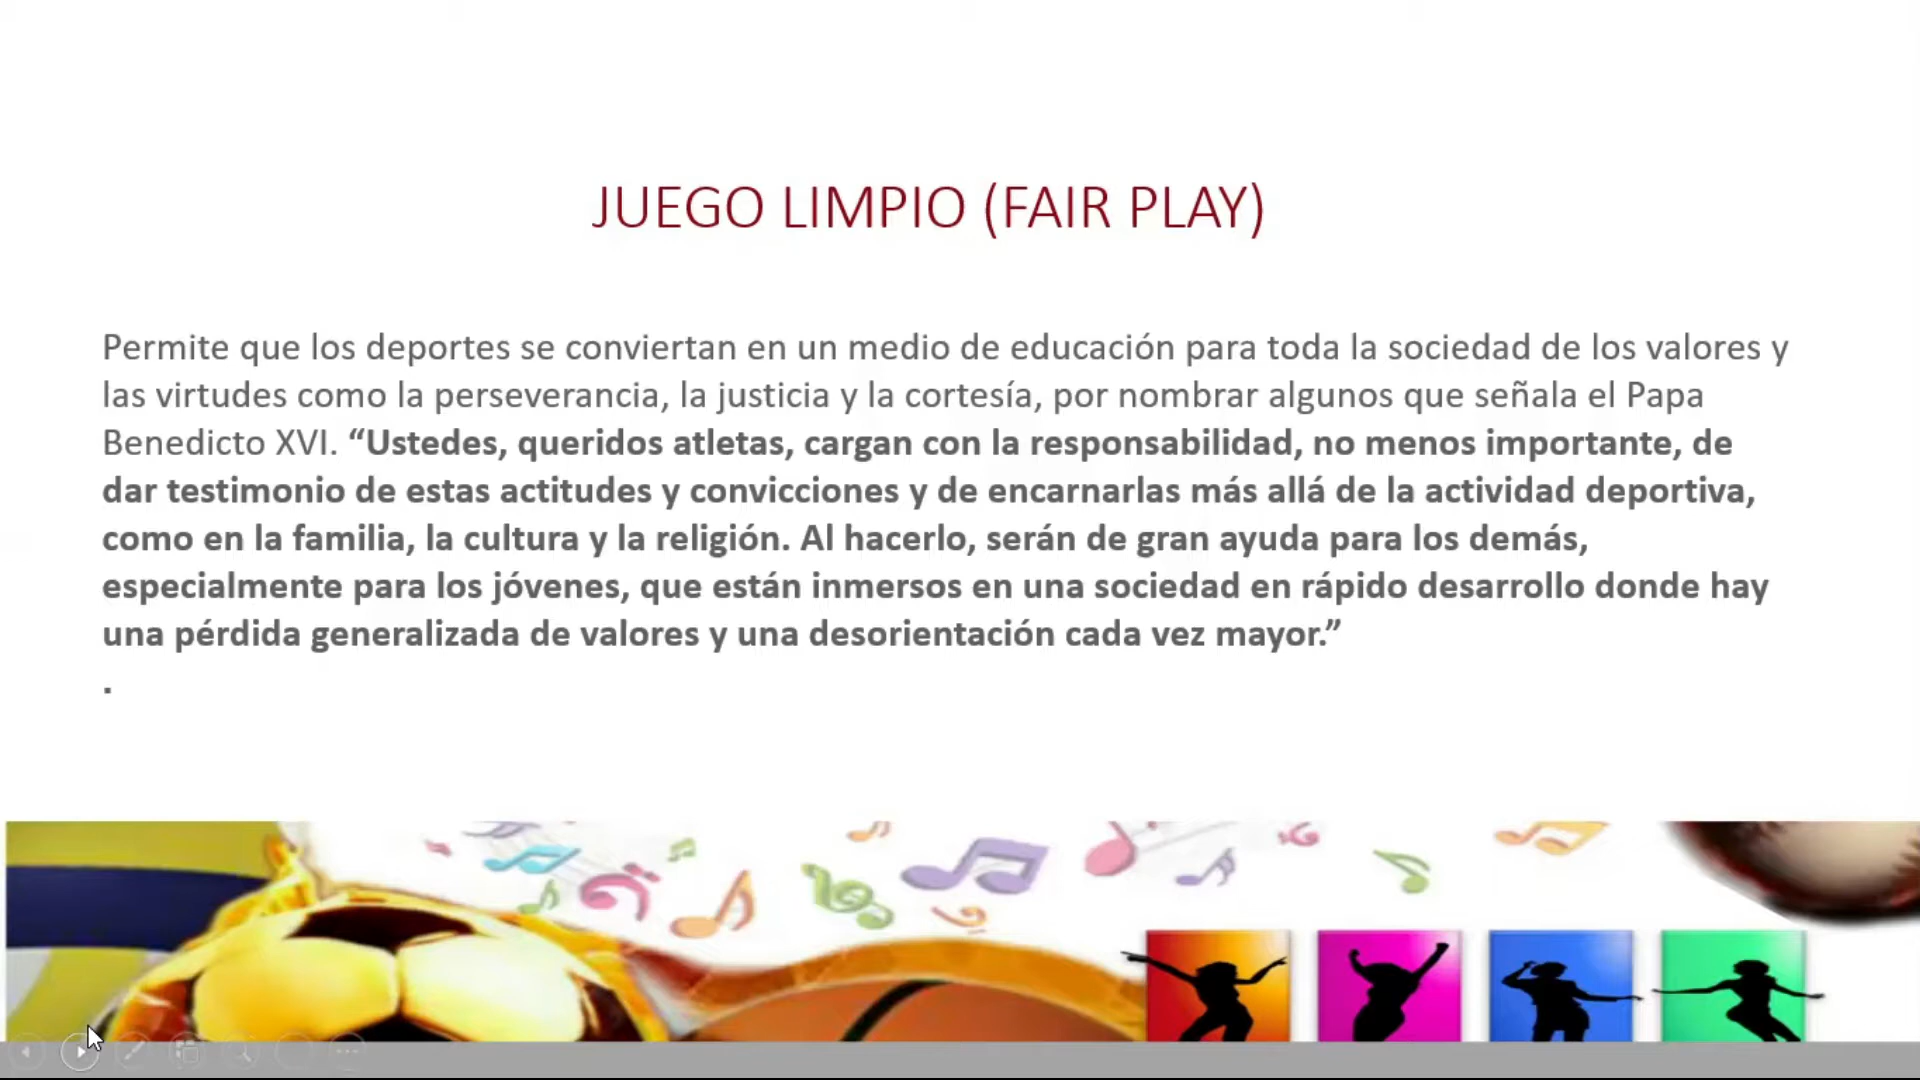 JUEGO LIMPIO (FAIR PLAY)
Permite que los deportes se conviertan en un medio de educación para toda la sociedad de los valores y
las virtudes como la perseverancia, la justicia y la cortesía, por nombrar algunos que señala el Papa
Benedicto XVI. “Ustedes, queridos atletas, cargan con la responsabilidad, no menos importante, de
dar testimonio de estas actitudes y convicciones y de encarnarlas más allá de la actividad deportiva,
como en la familia, la cultura y la religión. Al hacerlo, serán de gran ayuda para los demás,
especialmente para los jóvenes, que están inmersos en una sociedad en rápido desarrollo donde hay
una pérdida generalizada de valores y una desorientación cada vez mayor.”
.